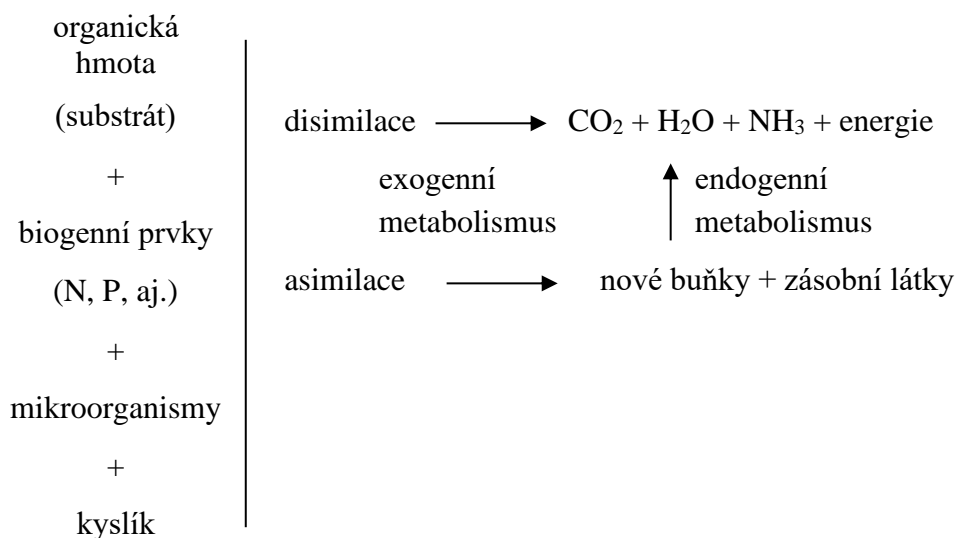 organická
hmota
(substrát)
+
biogenní prvky
(N, P, aj.)
+
mikroorganismy
+
kyslík
disimilace
CO₂ + H₂O + NH₃ + energie
exogenní
metabolismus
endogenní
metabolismus
asimilace
nové buňky + zásobní látky